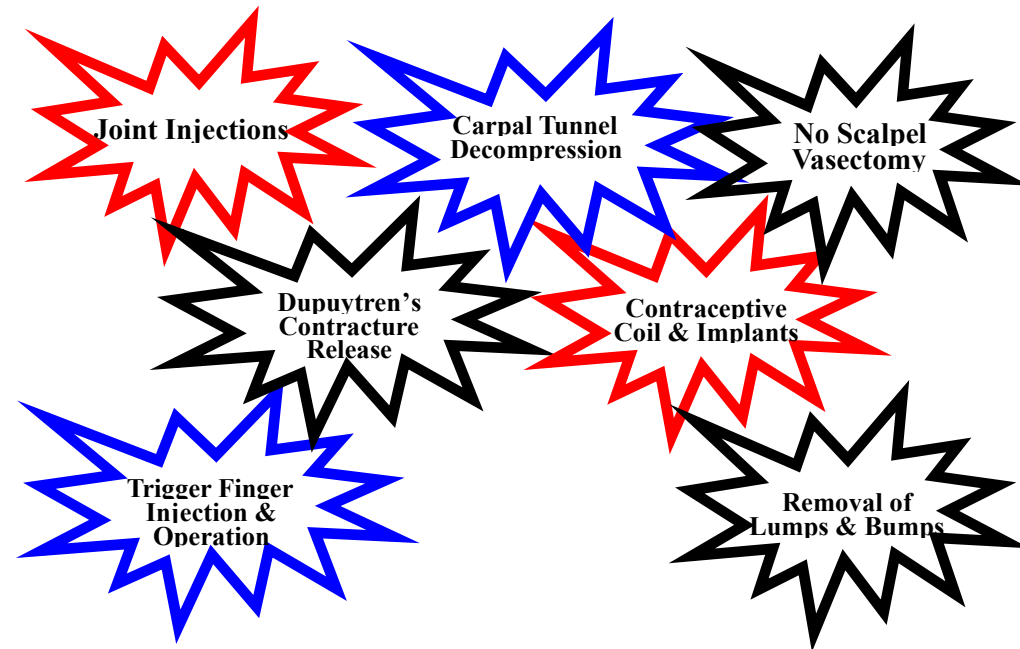 Joint Injections
Carpal Tunnel
Decompression
No Scalpel
Vasectomy
Dupuytren’s
Contracture
Release
Contraceptive
Coil & Implants
Trigger Finger
Injection &
Operation
Removal of
Lumps & Bumps